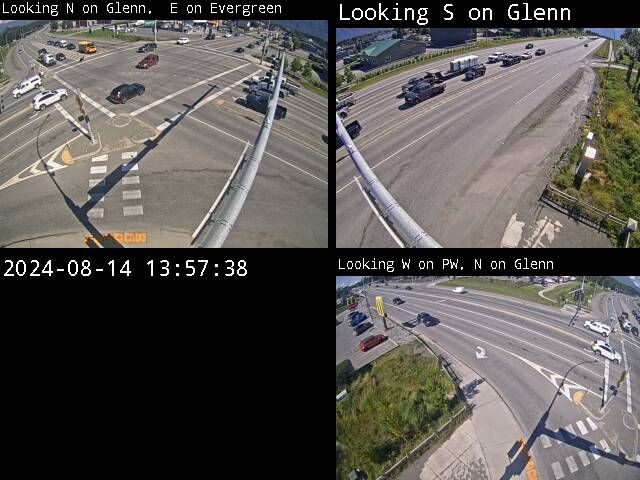 Looking N on Glenn, E on Evergreen
Looking S on Glenn
2024-08-14 13:57:38
Looking W on PW, N on Glenn